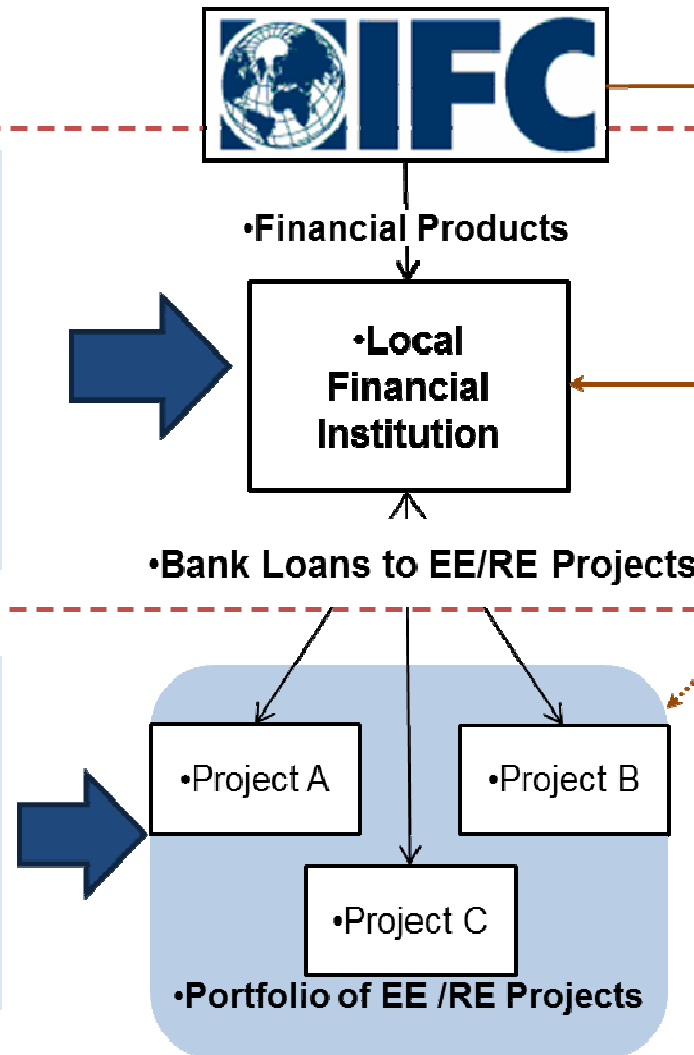 IFC
•Financial Products
•Local
Financial
Institution
•Bank Loans to EE/RE Projects
•Project A
•Project B
•Project C
•Portfolio of EE /RE Projects